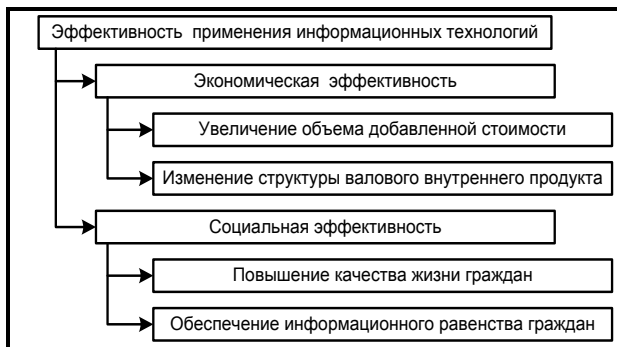 Эффективность применения информационных технологий
Экономическая эффективность
Увеличение объема добавленной стоимости
Изменение структуры валового внутреннего продукта
Социальная эффективность
Повышение качества жизни граждан
Обеспечение информационного равенства граждан